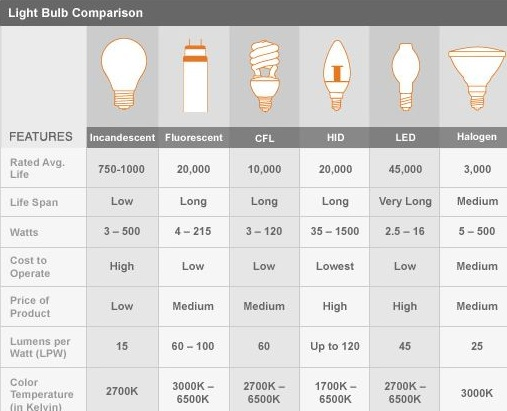 Light Bulb Comparison
FEATURES Incandescent Fluorescent CFL HID LED Halogen
Rated Avg.
Life 750-1000 20,000 10,000 20,000 45,000 3,000
Life Span Low Long Long Long Very Long Medium
Watts 3 – 500 4 – 215 3 – 120 35 – 1500 2.5 – 16 5 – 500
Cost to
Operate High Low Low Lowest Low Medium
Price of
Product Low Medium Medium High High Medium
Lumens per
Watt (LPW) 15 60 – 100 60 Up to 120 45 25
Color
Temperature
(in Kelvin) 2700K 3000K –
6500K 2700K –
6500K 1700K –
6500K 2700K –
6500K 3000K